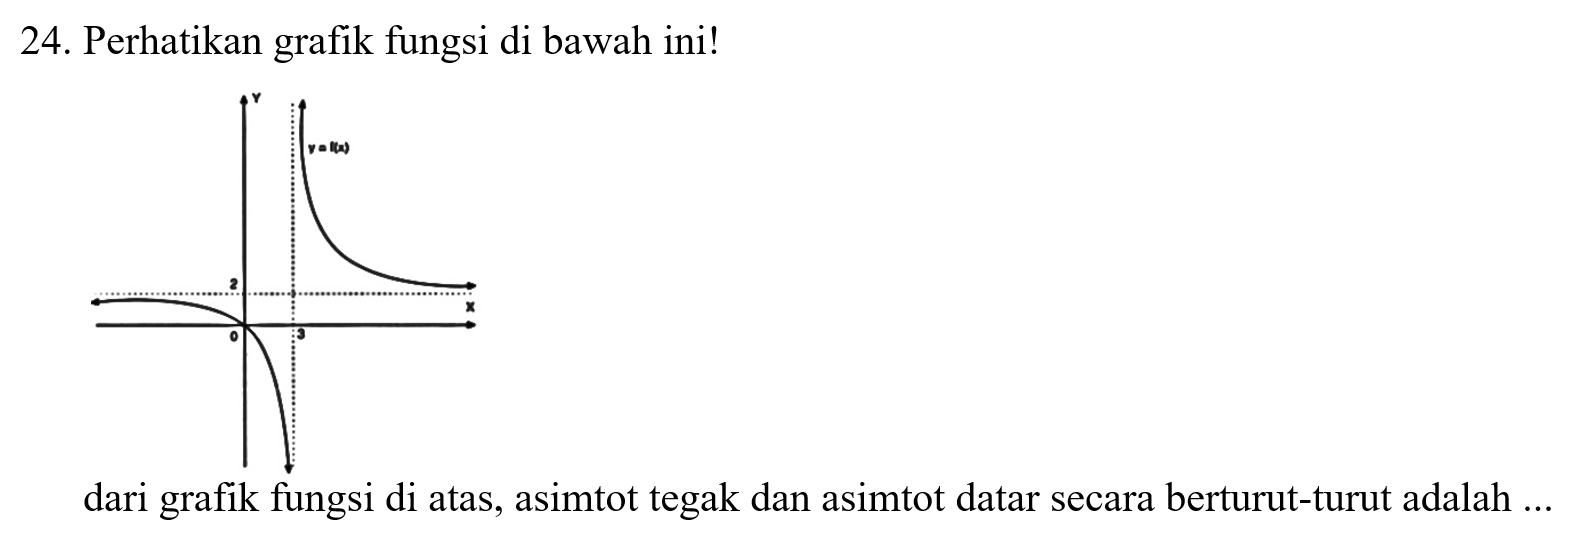 24. Perhatikan grafik fungsi di bawah ini!
Y
y = f(x)
2
X
0
3
dari grafik fungsi di atas, asimtot tegak dan asimtot datar secara berturut-turut adalah ...